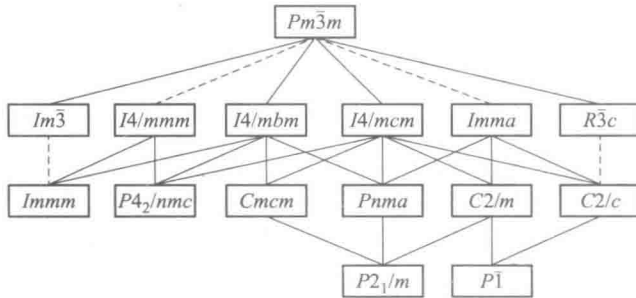 Pm3̄m
Im3̄ I4/mmm I4/mbm I4/mcm Imma R3̄c
Immm P4₂/nmc Cmcm Pnma C2/m C2/c
P2₁/m P1̄